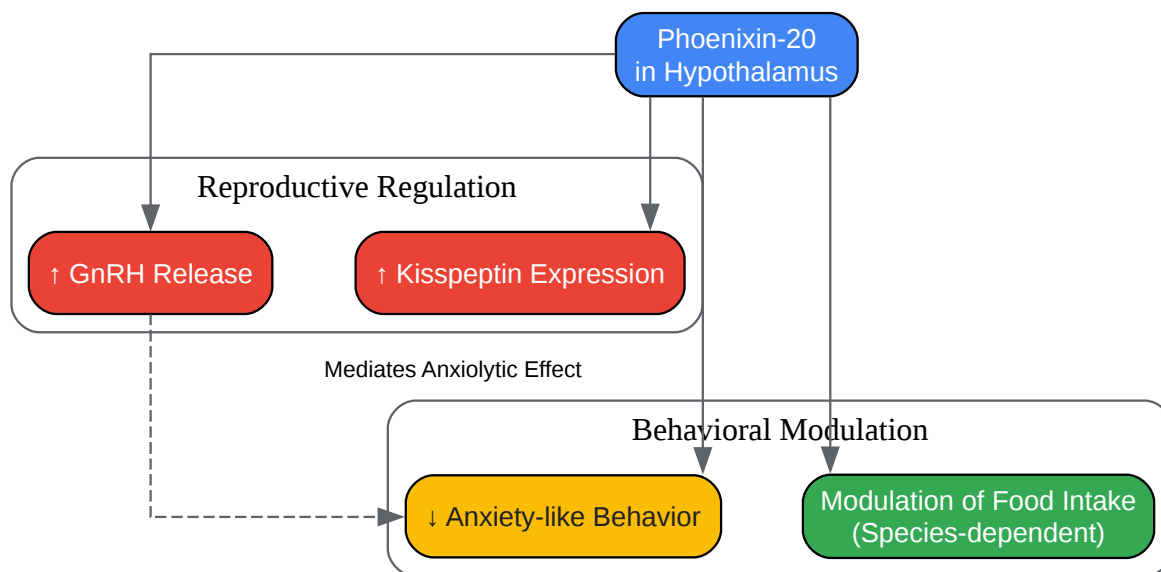 Phoenixin-20
in Hypothalamus
Reproductive Regulation
↑ GnRH Release
↑ Kisspeptin Expression
Mediates Anxiolytic Effect
Behavioral Modulation
↓ Anxiety-like Behavior
Modulation of Food Intake
(Species-dependent)